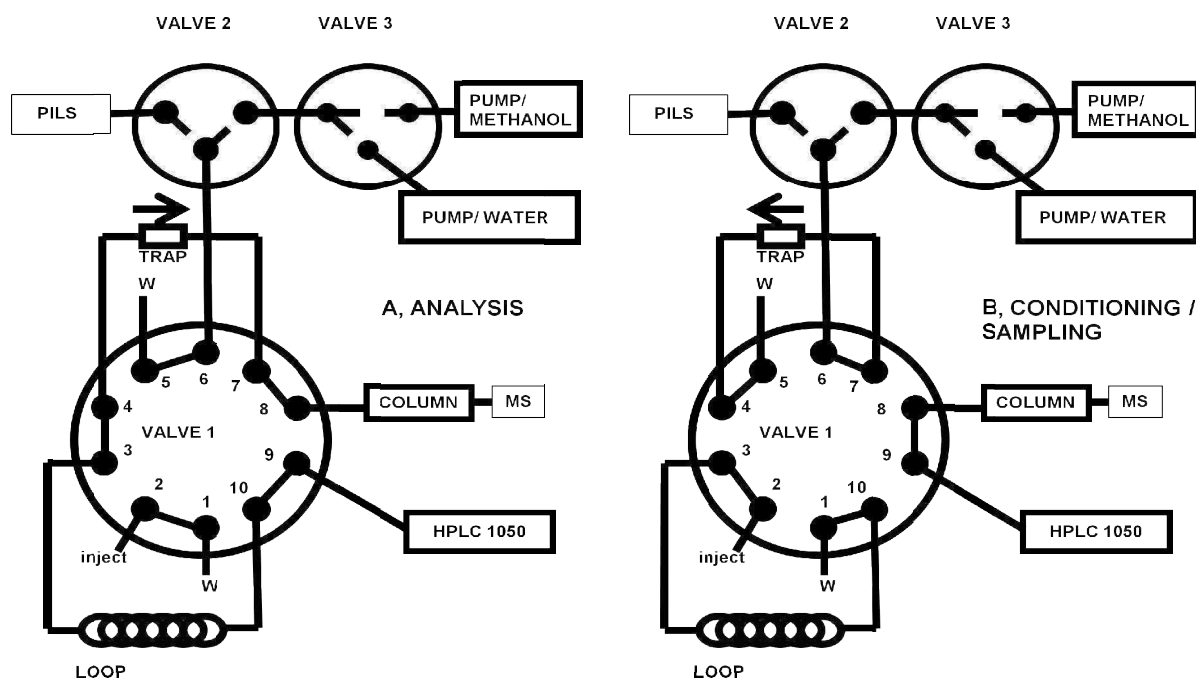 VALVE 2
VALVE 3
PILS
PUMP/
METHANOL
PUMP/ WATER
TRAP
W
A, ANALYSIS
5
6
7
4
8
COLUMN
MS
VALVE 1
3
9
2
1
10
HPLC 1050
inject
W
LOOP
VALVE 2
VALVE 3
PILS
PUMP/
METHANOL
PUMP/ WATER
TRAP
W
B, CONDITIONING /
SAMPLING
5
6
7
4
8
COLUMN
MS
VALVE 1
3
9
2
1
10
HPLC 1050
inject
W
LOOP